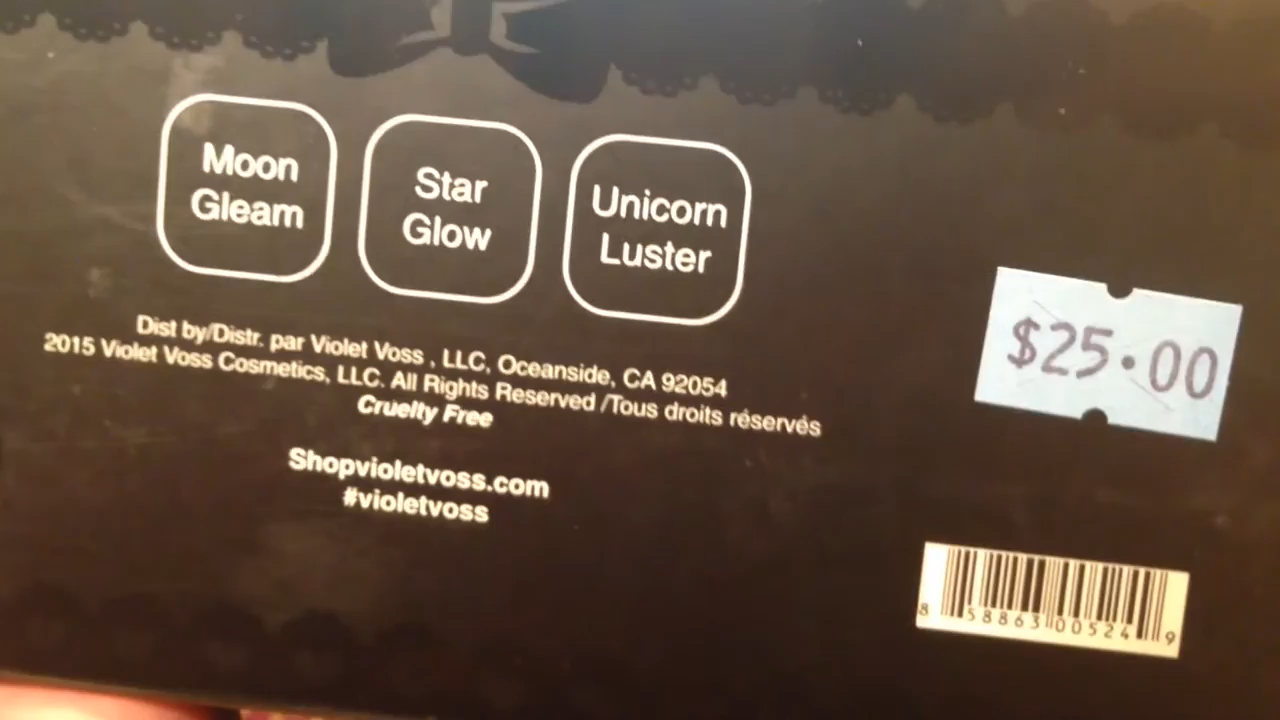 Moon
Gleam
Star
Glow
Unicorn
Luster
Dist by/Distr. par Violet Voss , LLC, Oceanside, CA 92054
2015 Violet Voss Cosmetics, LLC. All Rights Reserved /Tous droits réservés
Cruelty Free
Shopvioletvoss.com
#violetvoss
$25.00
8 58863 00524 9